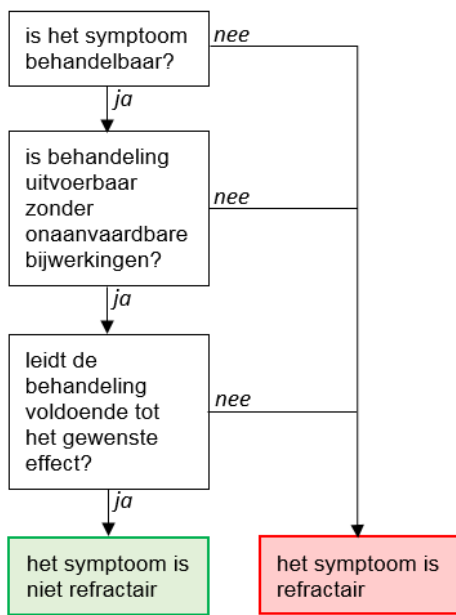 is het symptoom
behandelbaar?
nee
ja
is behandeling
uitvoerbaar
zonder
onaanvaardbare
bijwerkingen?
nee
ja
leidt de
behandeling
voldoende tot
het gewenste
effect?
nee
ja
het symptoom is
niet refractair
het symptoom is
refractair